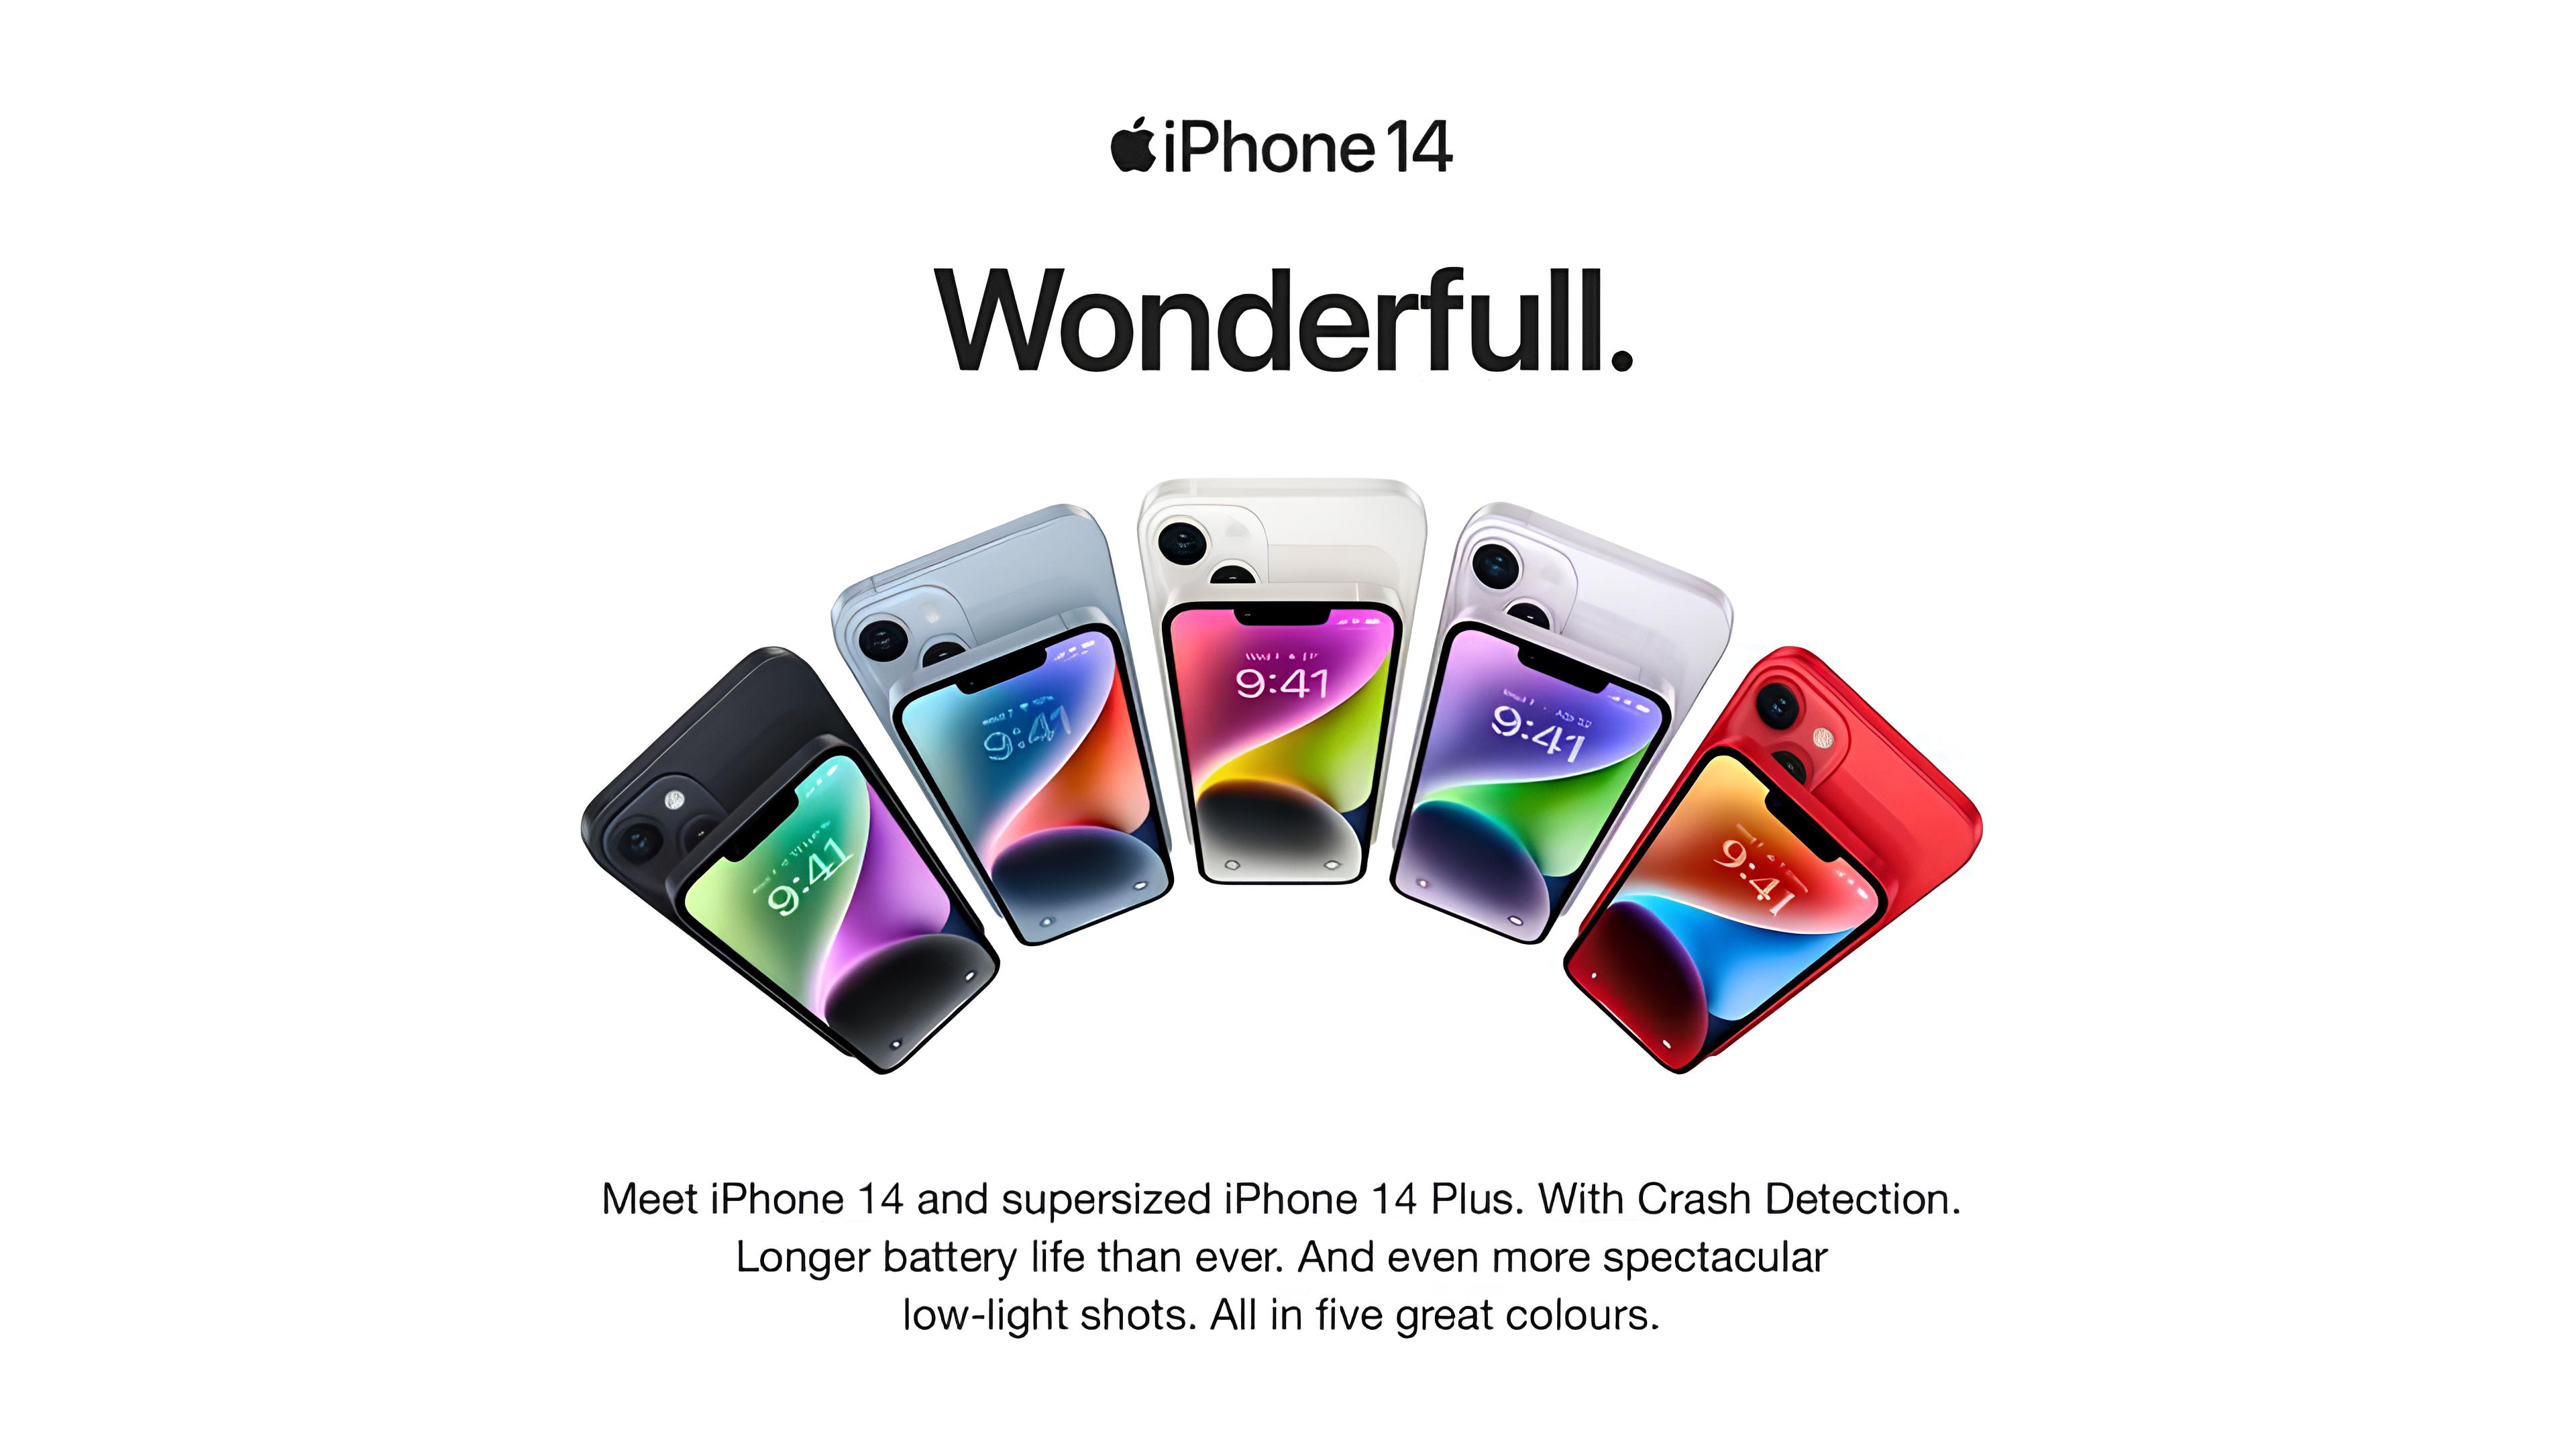 iPhone 14
Wonderfull.
9:41
9:41
9:41
9:41
9:41
Meet iPhone 14 and supersized iPhone 14 Plus. With Crash Detection.
Longer battery life than ever. And even more spectacular
low-light shots. All in five great colours.